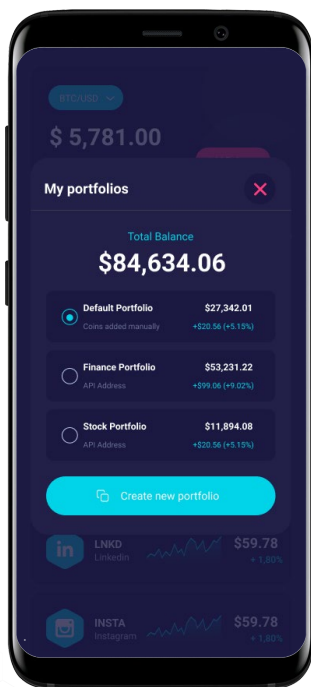 BTC/USD
$ 5,781.00
My portfolios
Total Balance
$84,634.06
Default Portfolio $27,342.01
Coins added manually +$20.56 (+5.15%)
Finance Portfolio $53,231.22
API Address +$99.06 (+9.02%)
Stock Portfolio $11,894.08
API Address +$20.56 (+5.15%)
Create new portfolio
in LNKD $59.78
Linkedin + 1,80%
INSTA $59.78
Instagram + 1,80%